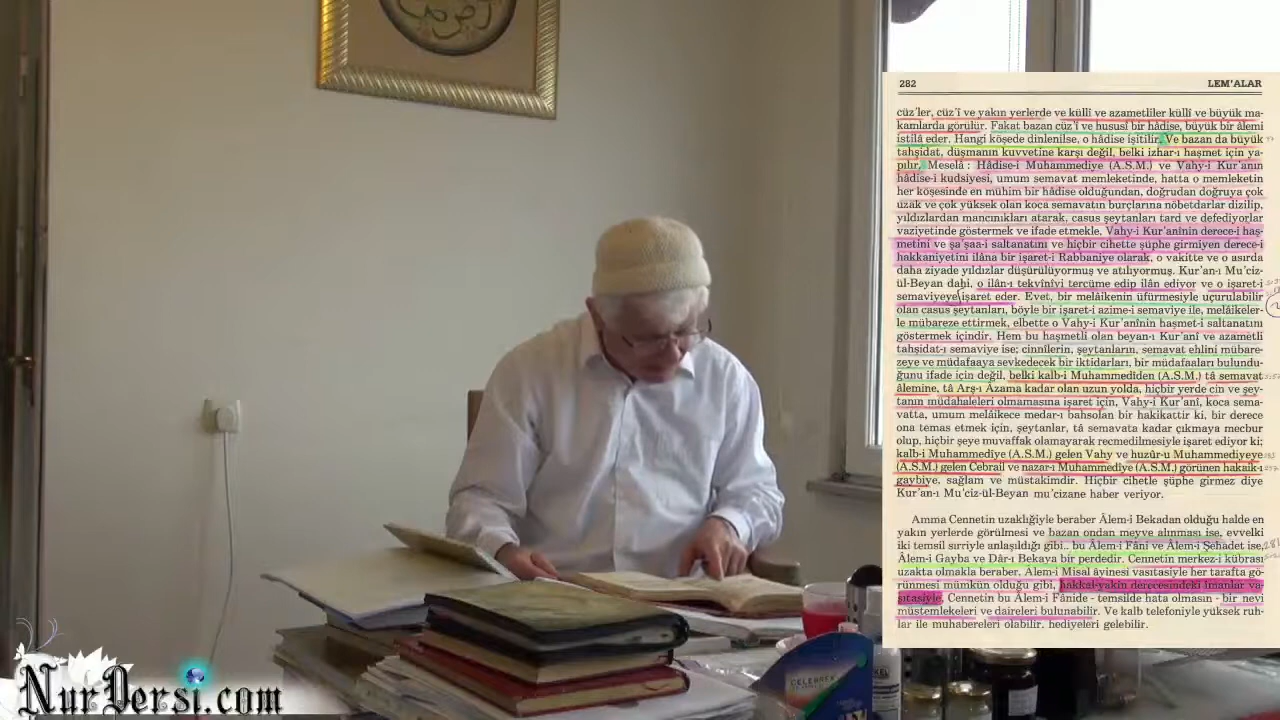 282 LEM'ALAR
cüz'ler, cüz'î ve yakın yerlerde ve küllî ve azametliler küllî ve büyük ma-
kamlarda görülür. Fakat bazan cüz'î ve hususî bir hâdise, büyük bir âlemi
istilâ eder. Hangi köşede dinlenilse, o hâdise işitilir. Ve bazan da büyük
tahşidat, düşmanın kuvvetine karşı değil, belki izhar-ı haşmet için ya-
pılır. Meselâ : Hâdise-i Muhammediye (A.S.M.) ve Vahy-i Kur'anın
hâdise-i kudsiyesi, umum semavat memleketinde, hatta o memleketin
her köşesinde en mühim bir hâdise olduğundan, doğrudan doğruya çok
uzak ve çok yüksek olan koca semavatın burçlarına nöbetdarlar dizilip,
yıldızlardan mancınıkları atarak, casus şeytanları tard ve defediyorlar
vaziyetinde göstermek ve ifade etmekle, Vahy-i Kur'anînin derece-i haş-
metini ve şa'şaa-i saltanatını ve hiçbir cihette şüphe girmiyen derece-i
hakkaniyetini ilâna bir işaret-i Rabbaniye olarak, o vakitte ve o asırda
daha ziyade yıldızlar düşürülüyormuş ve atılıyormuş. Kur'an-ı Mu'ciz-
ül-Beyan dahi, o ilân-ı tekvînîyi tercüme edip ilân ediyor ve o işaret-i
semaviyeye işaret eder. Evet, bir melâikenin üfürmesiyle uçurulabilir
olan casus şeytanları, böyle bir işaret-i azime-i semaviye ile, melâikeler-
le mübareze ettirmek, elbette o Vahy-i Kur'anînin haşmet-i saltanatını
göstermek içindir. Hem bu haşmetli olan beyan-ı Kur'anî ve azametli
tahşidat-ı semaviye ise; cinnîlerin, şeytanların, semavat ehlini mübare-
zeye ve müdafaaya sevkedecek bir iktidarları, bir müdafaaları bulundu-
ğunu ifade için değil, belki kalb-i Muhammedîden (A.S.M.) tâ semavat
âlemine, tâ Arş-ı Âzama kadar olan uzun yolda, hiçbir yerde cin ve şey-
tanın müdahaleleri olmamasına işaret için, Vahy-i Kur'anî, koca sema-
vatta, umum melâikece medar-ı bahsolan bir hakikattir ki, bir derece
ona temas etmek için, şeytanlar, tâ semavata kadar çıkmaya mecbur
olup, hiçbir şeye muvaffak olamayarak recmedilmesiyle işaret ediyor ki;
kalb-i Muhammedîye (A.S.M.) gelen Vahy ve huzûr-u Muhammediyeye
(A.S.M.) gelen Cebrail ve nazar-ı Muhammedîye (A.S.M.) görünen hakaik-ı
gaybiye, sağlam ve müstakimdir. Hiçbir cihetle şüphe girmez diye
Kur'an-ı Mu'ciz-ül-Beyan mu'cizane haber veriyor.
Amma Cennetin uzaklığiyle beraber Âlem-i Bekadan olduğu halde en
yakın yerlerde görülmesi ve bazan ondan meyve alınması ise, evvelki
iki temsil sırriyle anlaşıldığı gibi.. bu Âlem-i Fâni ve Âlem-i Şehadet ise,
Âlem-i Gayba ve Dâr-ı Bekaya bir perdedir. Cennetin merkez-i kübrası
uzakta olmakla beraber, Âlem-i Misal âyinesi vasıtasiyle her tarafta gö-
rünmesi mümkün olduğu gibi, hakkal-yakîn derecesindeki îmanlar va-
sıtasiyle, Cennetin bu Âlem-i Fânide - temsilde hata olmasın - bir nevi
müstemlekeleri ve daireleri bulunabilir. Ve kalb telefoniyle yüksek ruh-
lar ile muhabereleri olabilir, hediyeleri gelebilir.
CELEBREX
NurDersi.com